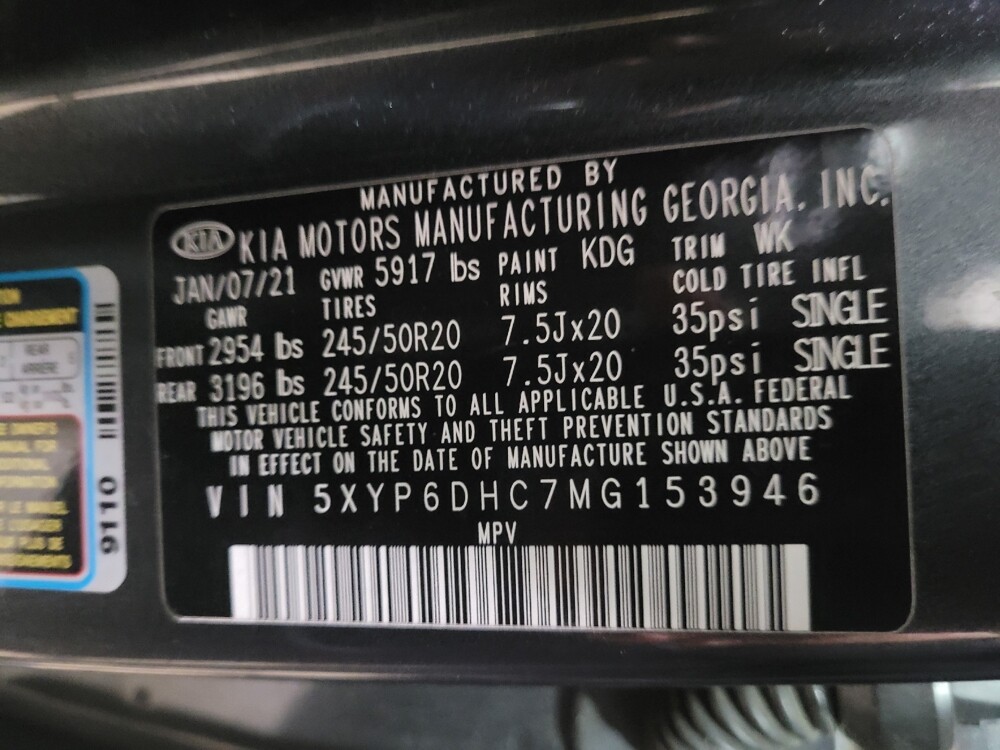 MANUFACTURED BY
KIA KIA MOTORS MANUFACTURING GEORGIA, INC.
JAN/07/21 GVWR 5917 lbs PAINT KDG TRIM WK
GAWR TIRES RIMS COLD TIRE INFL
FRONT 2954 lbs 245/50R20 7.5Jx20 35psi SINGLE
REAR 3196 lbs 245/50R20 7.5Jx20 35psi SINGLE
THIS VEHICLE CONFORMS TO ALL APPLICABLE U.S.A. FEDERAL
MOTOR VEHICLE SAFETY AND THEFT PREVENTION STANDARDS
IN EFFECT ON THE DATE OF MANUFACTURE SHOWN ABOVE
VIN 5XYP6DHC7MG153946
MPV
REAR
9110